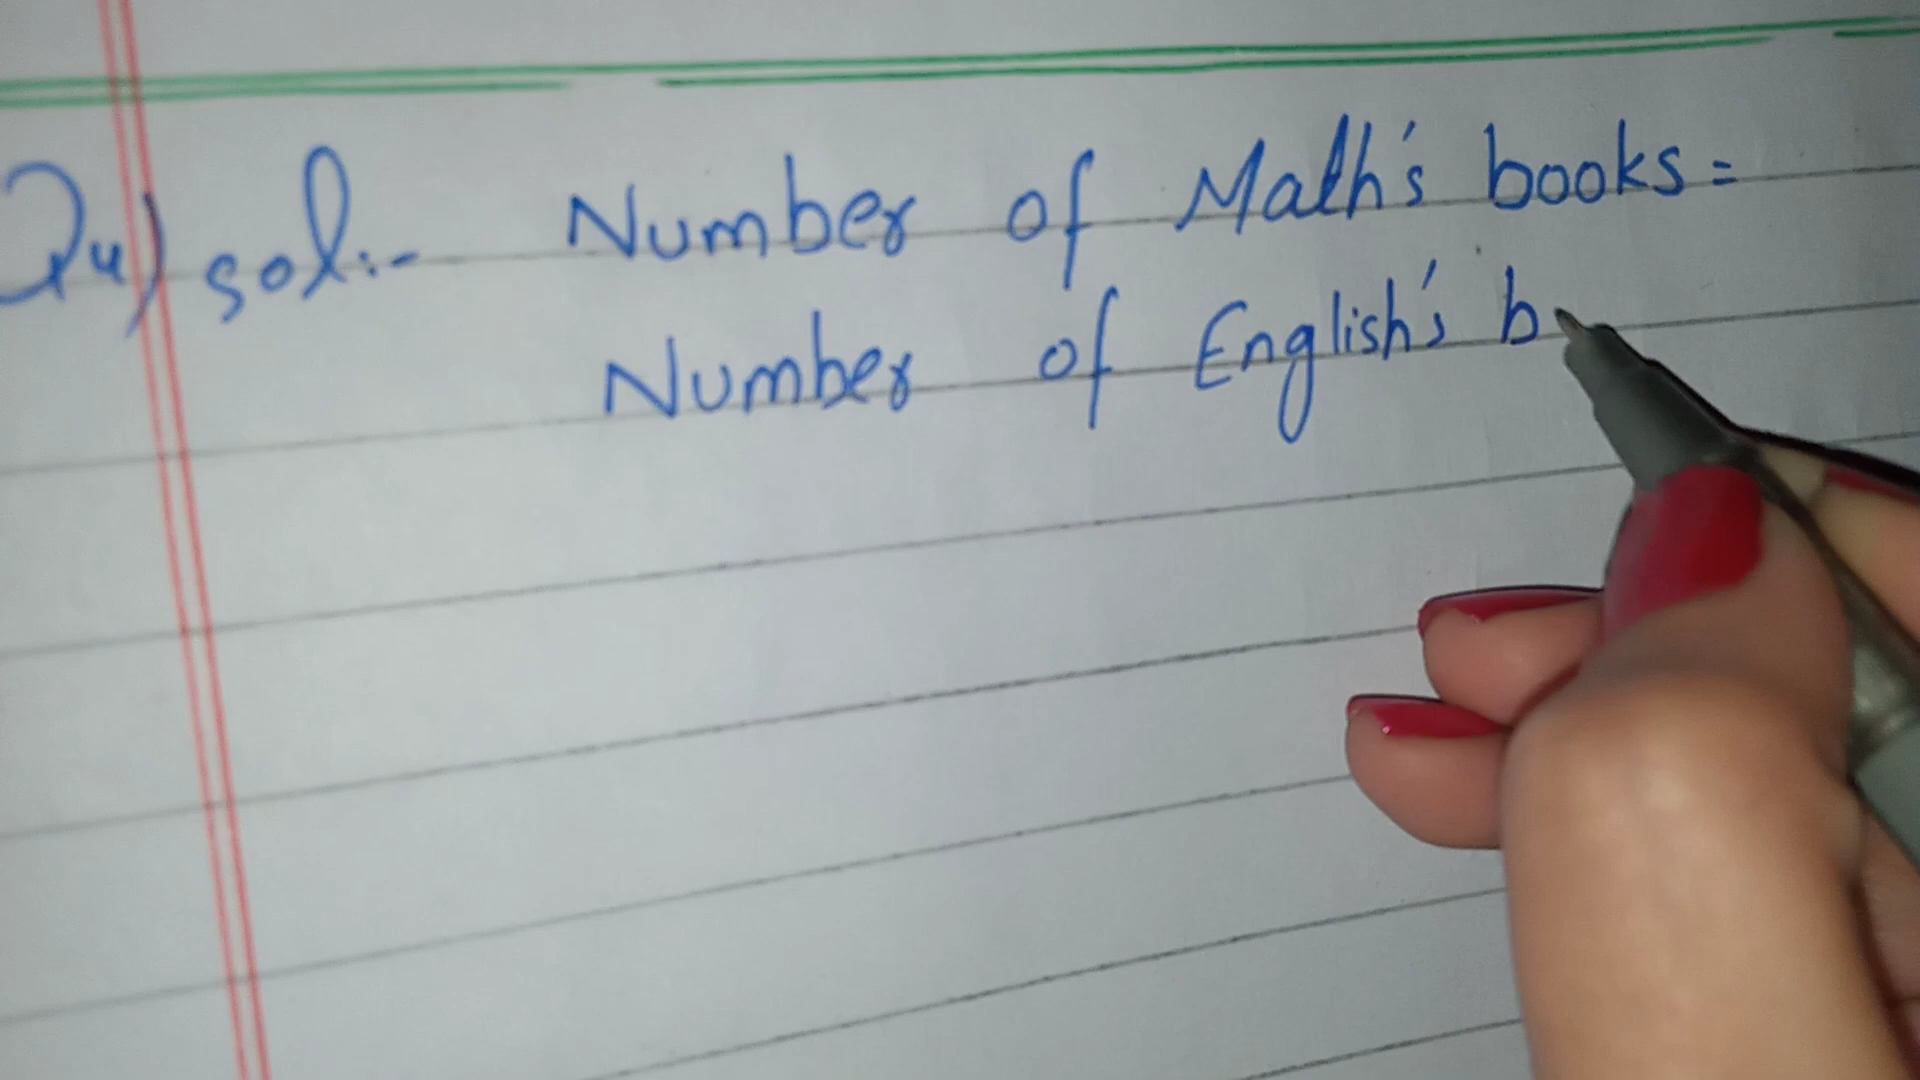 Q4) sol:- Number of Math's books =
Number of English's b